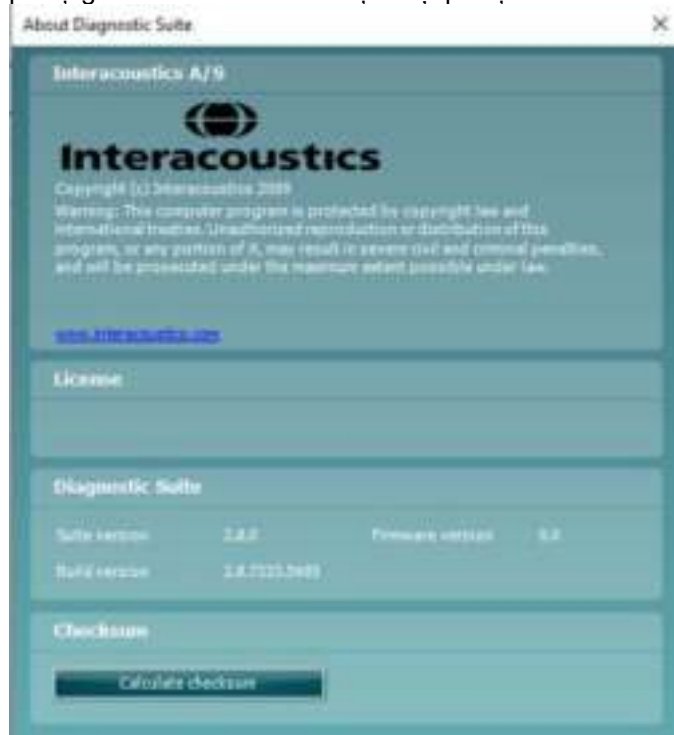 About Diagnostic Suite
Interacoustics A/S
Interacoustics
Copyright (c) Interacoustics 2009
Warning: This computer program is protected by copyright law and
international treaties. Unauthorized reproduction or distribution of this
program, or any portion of it, may result in severe civil and criminal penalties,
and will be prosecuted under the maximum extent possible under law.
www.interacoustics.com
License
Diagnostic Suite
Suite version
Firmware version
Build version
Checksum
Calculate checksum